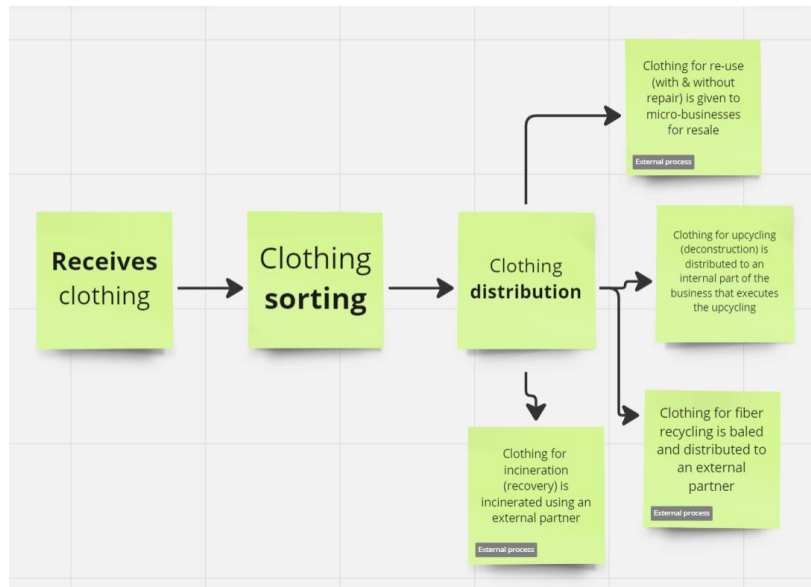 Receives
clothing
Clothing
sorting
Clothing
distribution
Clothing for re-use
(with & without
repair) is given to
micro-businesses
for resale
External process
Clothing for upcycling
(deconstruction) is
distributed to an
internal part of the
business that executes
the upcycling
Clothing for fiber
recycling is baled
and distributed to
an external
partner
External process
Clothing for
incineration
(recovery) is
incinerated using an
external partner
External process